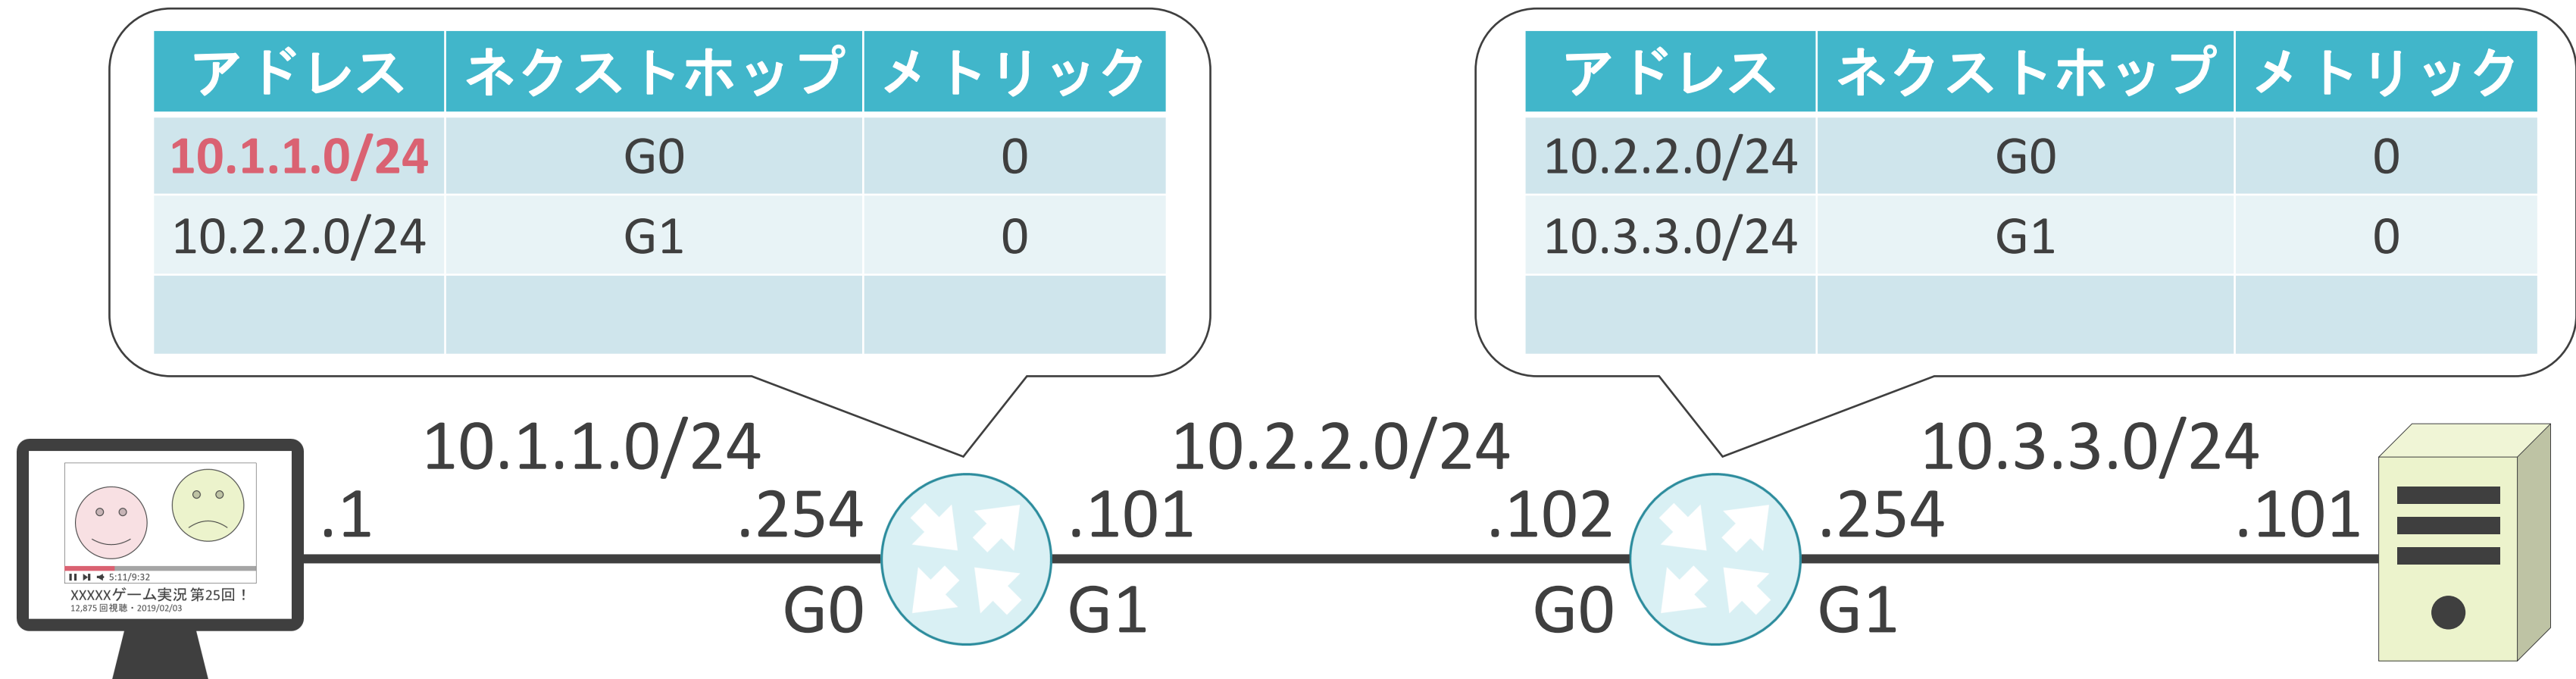 アドレス ネクストホップ メトリック
10.1.1.0/24 G0 0
10.2.2.0/24 G1 0
アドレス ネクストホップ メトリック
10.2.2.0/24 G0 0
10.3.3.0/24 G1 0
10.1.1.0/24 10.2.2.0/24 10.3.3.0/24
.1 .254 .101 .102 .254 .101
G0 G1 G0 G1
5:11/9:32
XXXXXゲーム実況 第25回！
12,875 回視聴・2019/02/03